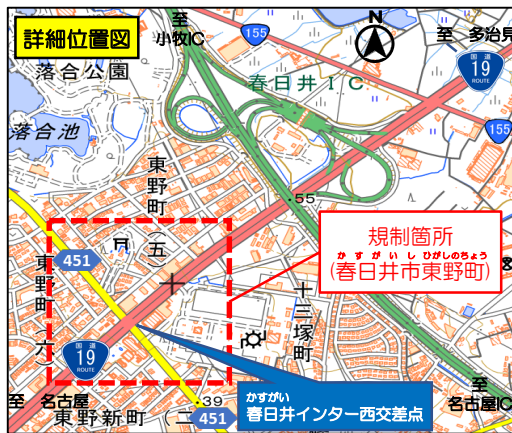 詳細位置図
至
小牧IC
155
N
至 多治見
国道
19
ROUTE
落合公園
春日井IC
155
落合池
東野町(五)
55
規制箇所
かすがいし ひがしのちょう
(春日井市東野町)
451
東野町(六)
十三塚町
国道
19
ROUTE
至 名古屋
39
かすがい
春日井インター西交差点
至
名古屋IC
東野新町(二)
451